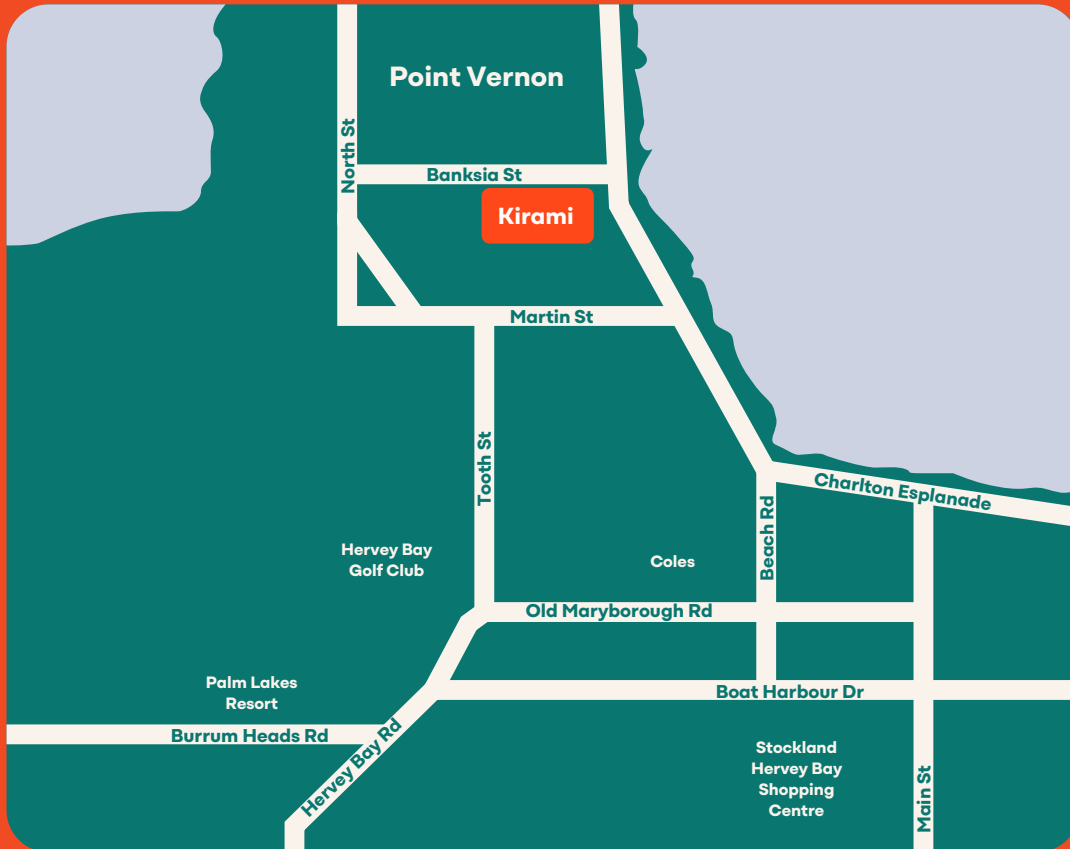 Point Vernon
North St
Banksia St
Kirami
Martin St
Tooth St
Charlton Esplanade
Beach Rd
Hervey Bay
Golf Club
Coles
Old Maryborough Rd
Palm Lakes
Resort
Boat Harbour Dr
Burrum Heads Rd
Hervey Bay Rd
Stockland
Hervey Bay
Shopping
Centre
Main St